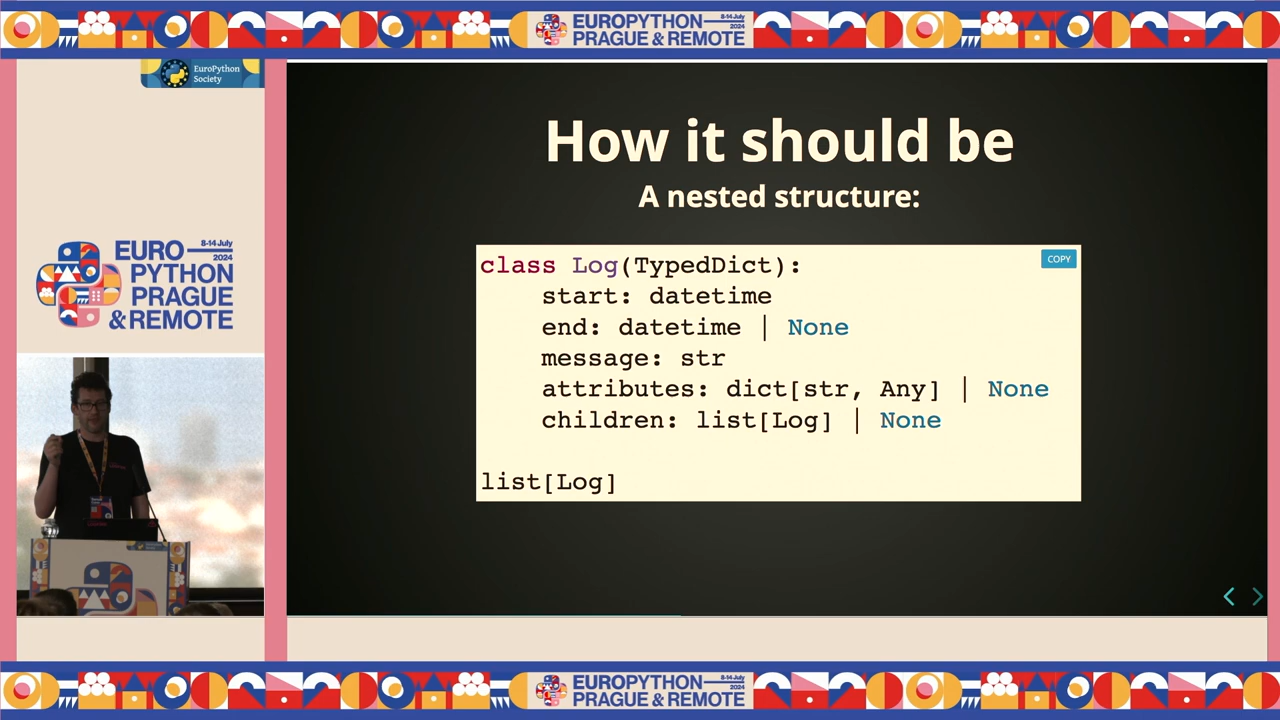 EUROPYTHON
8-14 July
2024
PRAGUE & REMOTE
EuroPython
Society
EURO
8-14 July
2024
PYTHON
PRAGUE
& REMOTE
How it should be
A nested structure:
COPY
class Log(TypedDict):
    start: datetime
    end: datetime | None
    message: str
    attributes: dict[str, Any] | None
    children: list[Log] | None
list[Log]
EUROPYTHON
8-14 July
2024
PRAGUE & REMOTE